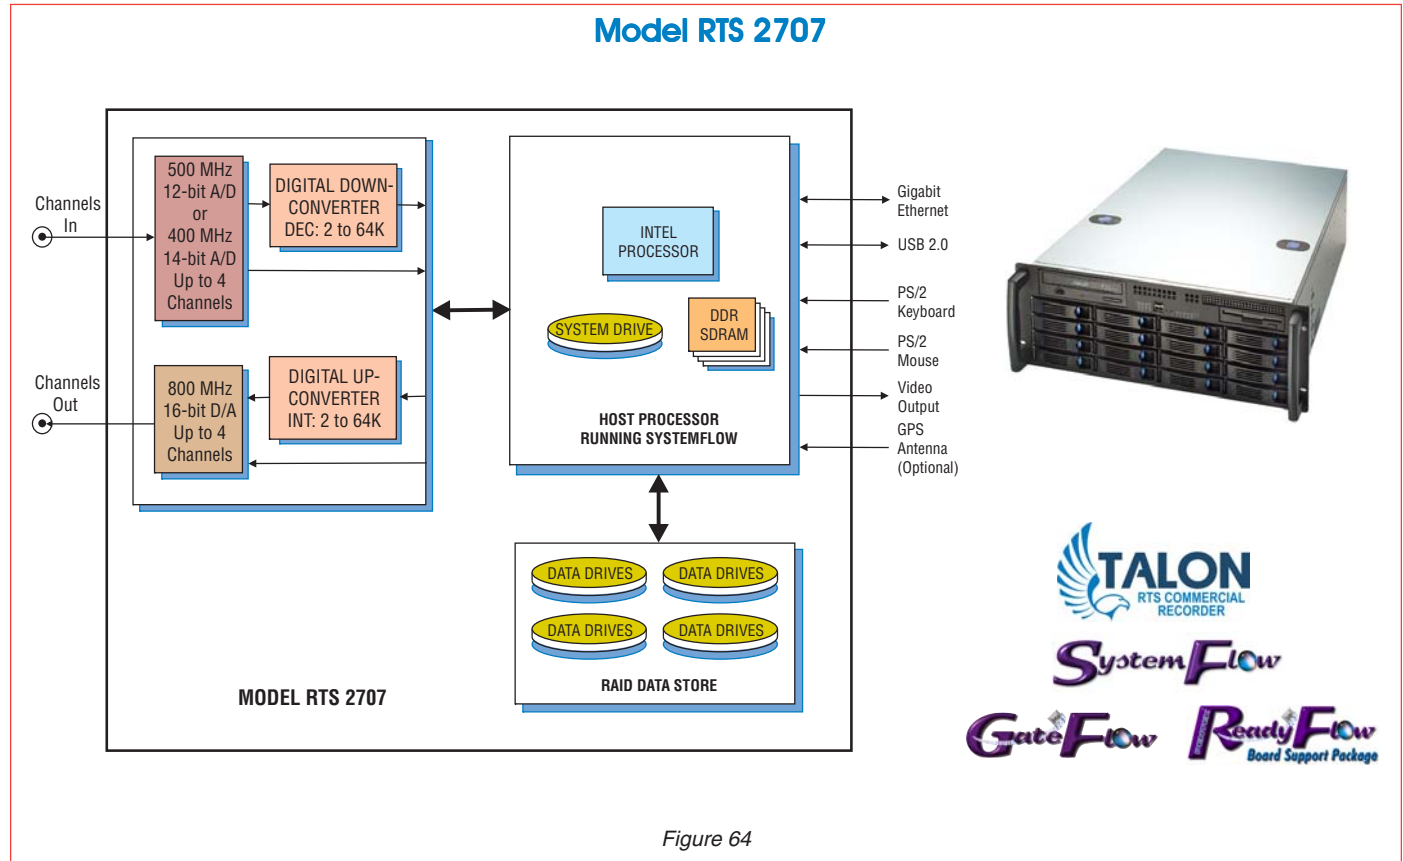 Model RTS 2707
Channels
In
500 MHz
12-bit A/D
or
400 MHz
14-bit A/D
Up to 4
Channels
DIGITAL DOWN-
CONVERTER
DEC: 2 to 64K
Channels
Out
800 MHz
16-bit D/A
Up to 4
Channels
DIGITAL UP-
CONVERTER
INT: 2 to 64K
INTEL
PROCESSOR
SYSTEM DRIVE
DDR
SDRAM
HOST PROCESSOR
RUNNING SYSTEMFLOW
Gigabit
Ethernet
USB 2.0
PS/2
Keyboard
PS/2
Mouse
Video
Output
GPS
Antenna
(Optional)
DATA DRIVES
DATA DRIVES
DATA DRIVES
DATA DRIVES
RAID DATA STORE
MODEL RTS 2707
TALON
RTS COMMERCIAL
RECORDER
SystemFlow
GateFlow
ReadyFlow
Board Support Package
Figure 64